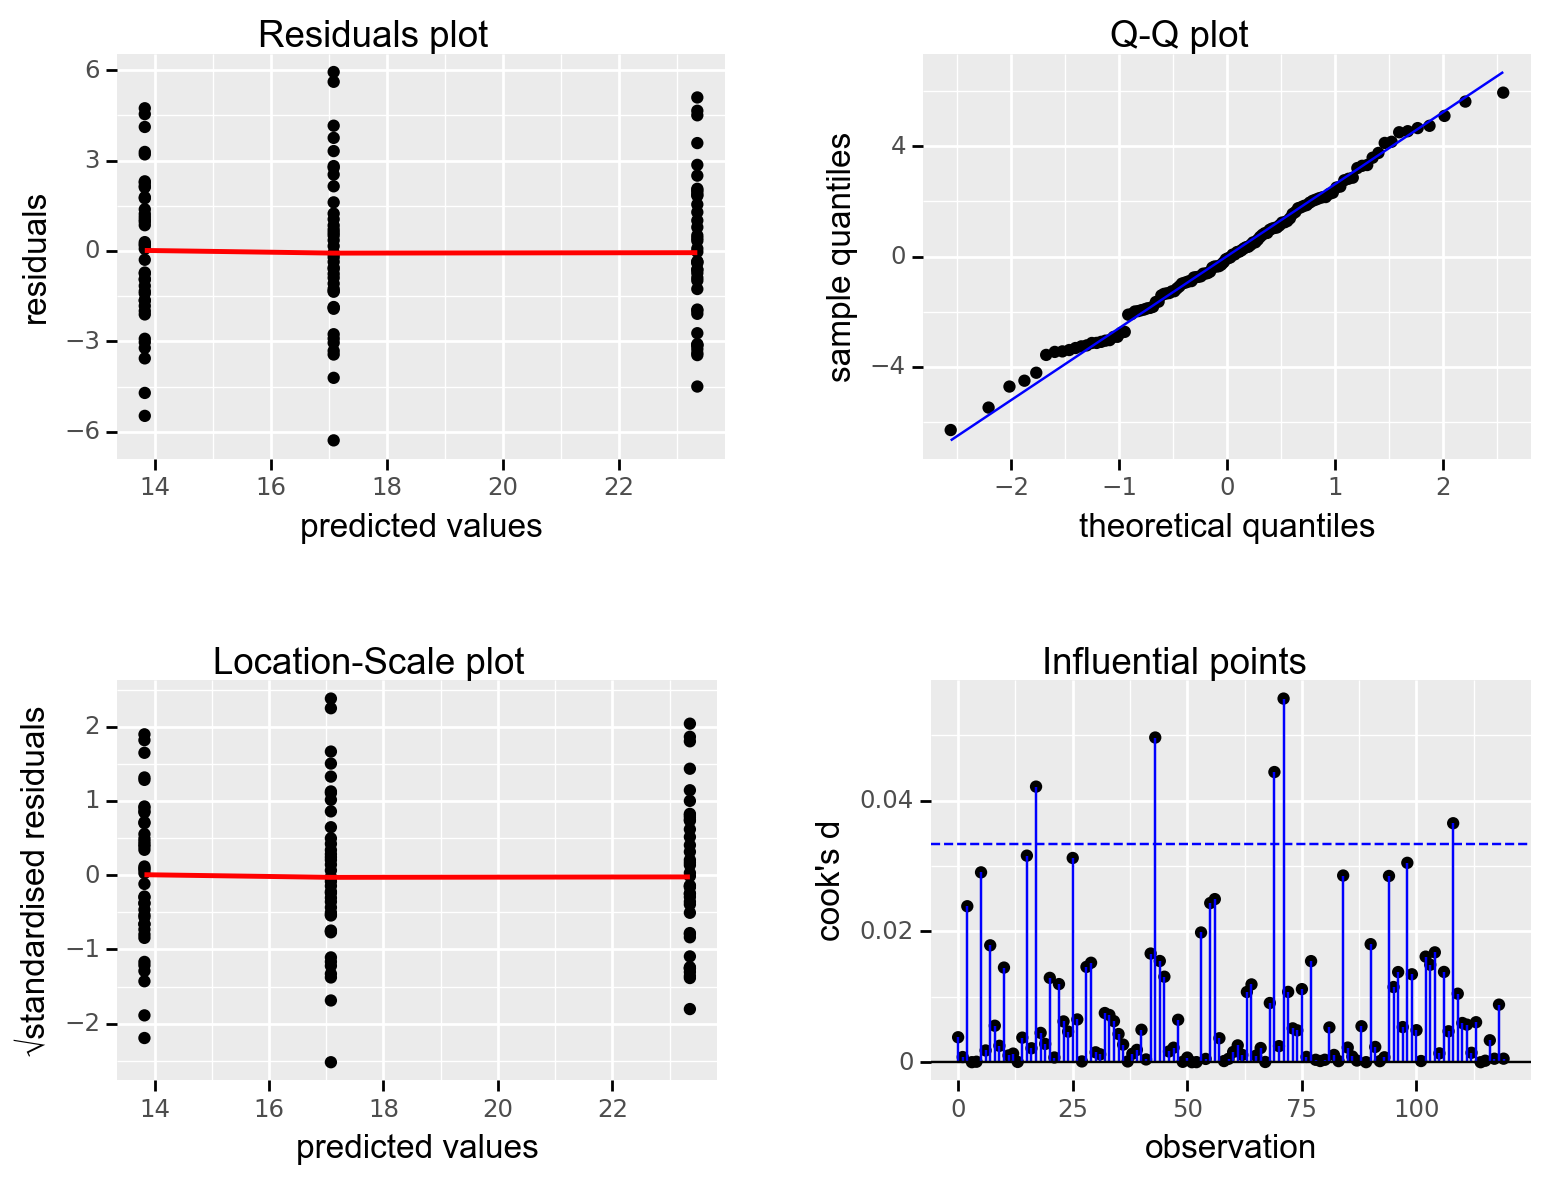 Residuals plot
6
3
0
−3
−6
residuals
14 16 18 20 22
predicted values
Q-Q plot
4
0
−4
sample quantiles
−2 −1 0 1 2
theoretical quantiles
Location-Scale plot
2
1
0
−1
−2
√standardised residuals
14 16 18 20 22
predicted values
Influential points
0.04
0.02
0
cook's d
0 25 50 75 100
observation